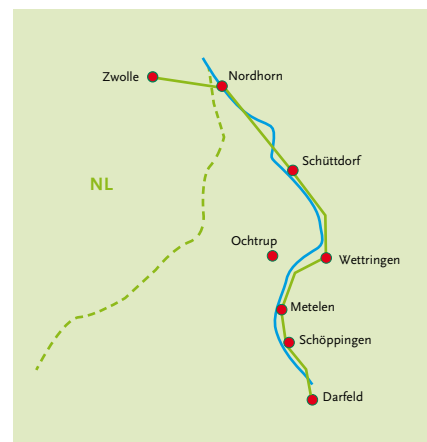 Zwolle
Nordhorn
Schüttdorf
NL
Ochtrup
Wettringen
Metelen
Schöppingen
Darfeld